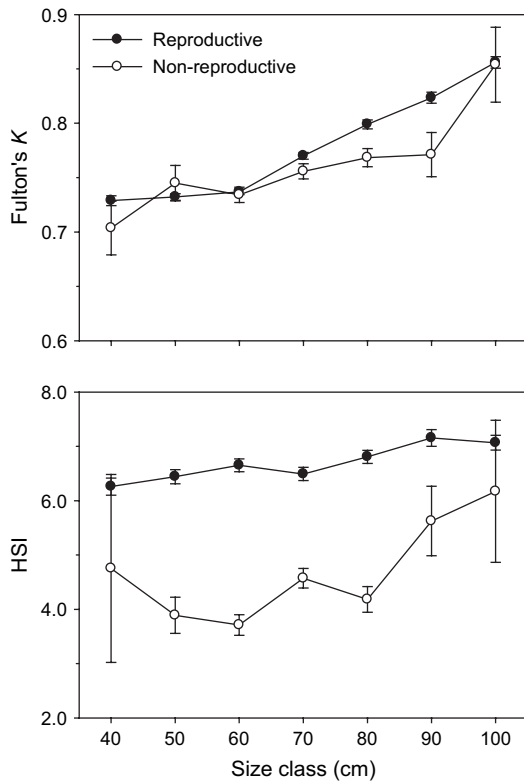 0.9
Reproductive
Non-reproductive
0.8
Fulton's K
0.7
0.6
8.0
6.0
HSI
4.0
2.0
40 50 60 70 80 90 100
Size class (cm)